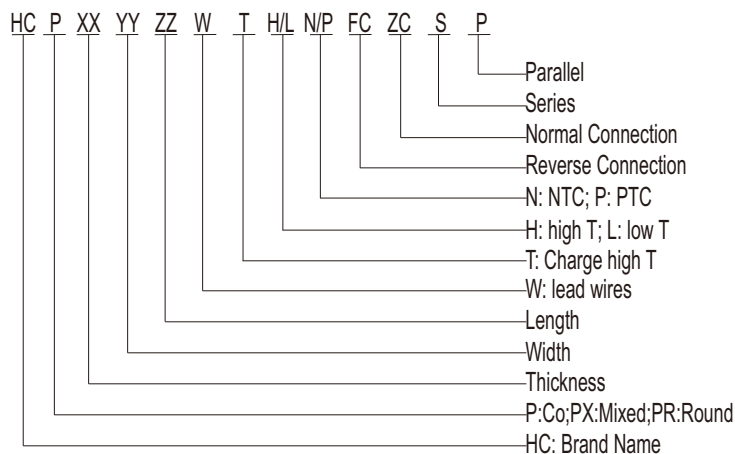 HC P XX YY ZZ W T H/L N/P FC ZC S P
Parallel
Series
Normal Connection
Reverse Connection
N: NTC; P: PTC
H: high T; L: low T
T: Charge high T
W: lead wires
Length
Width
Thickness
P:Co;PX:Mixed;PR:Round
HC: Brand Name